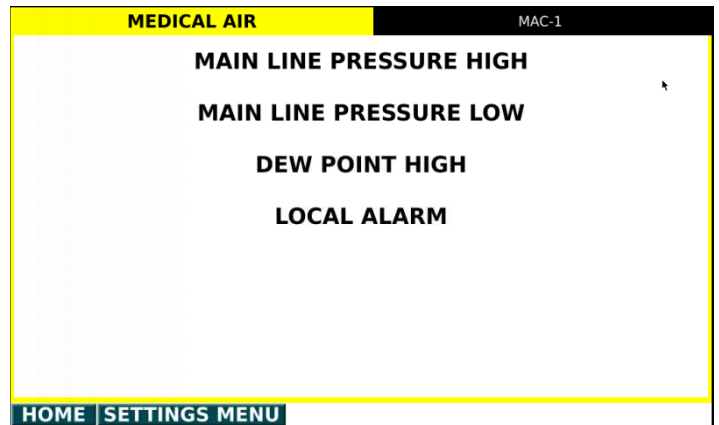 MEDICAL AIR MAC-1
MAIN LINE PRESSURE HIGH
MAIN LINE PRESSURE LOW
DEW POINT HIGH
LOCAL ALARM
HOME SETTINGS MENU